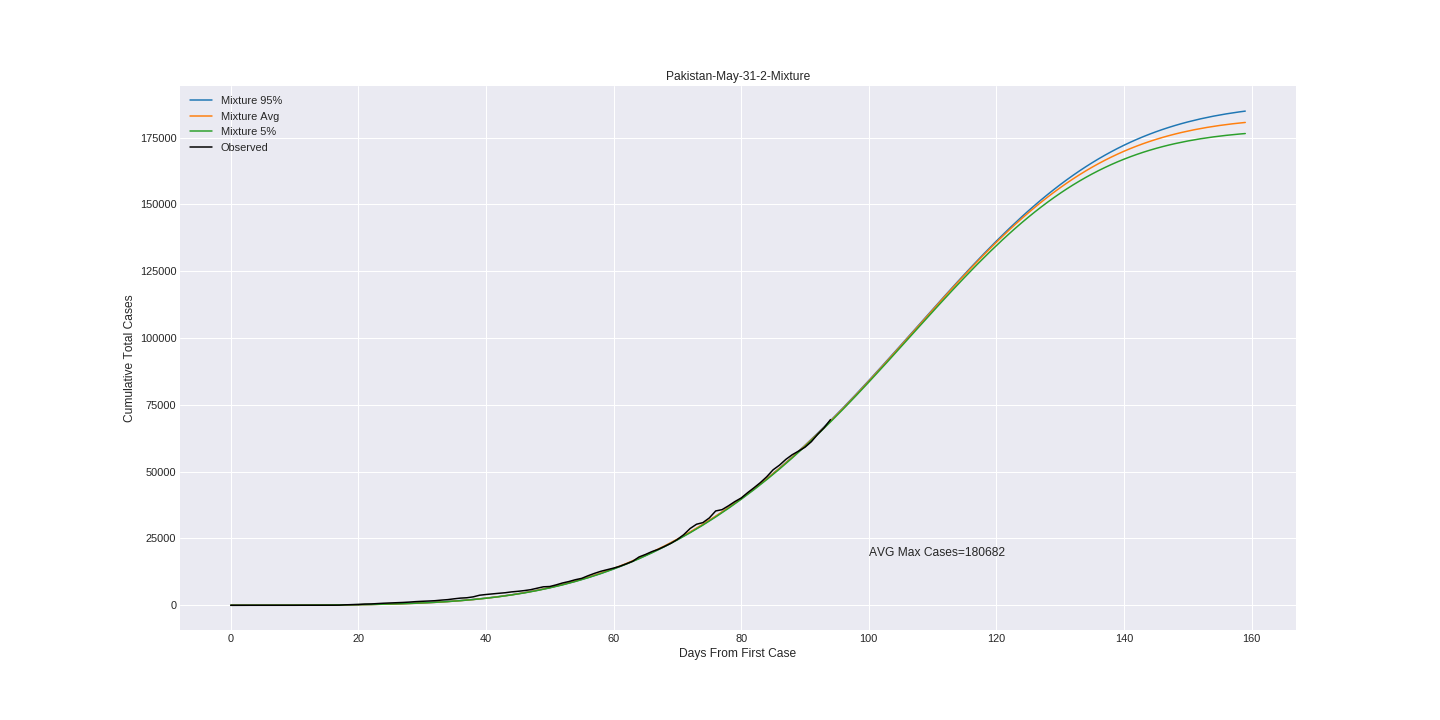 Pakistan-May-31-2-Mixture
Mixture 95%
Mixture Avg
Mixture 5%
Observed
175000
150000
125000
100000
75000
50000
25000
0
Cumulative Total Cases
AVG Max Cases=180682
0 20 40 60 80 100 120 140 160
Days From First Case